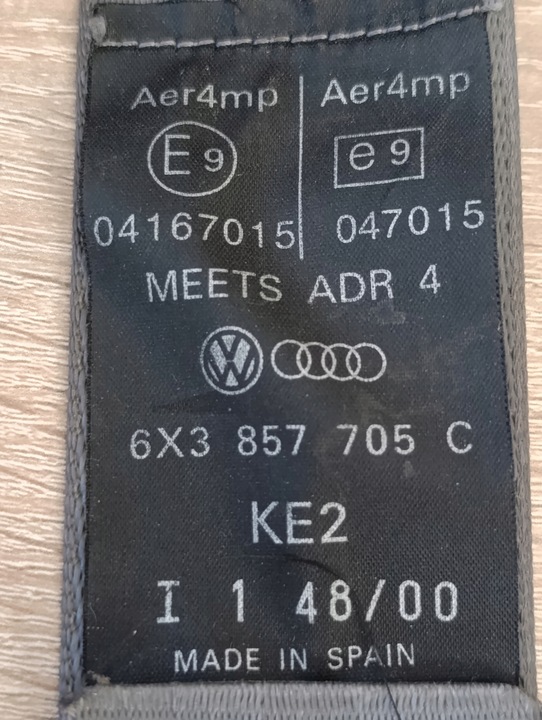 Aer4mp Aer4mp
E9 e9
04167015 047015
MEETS ADR 4
VW
6X3 857 705 C
KE2
I 1 48/00
MADE IN SPAIN